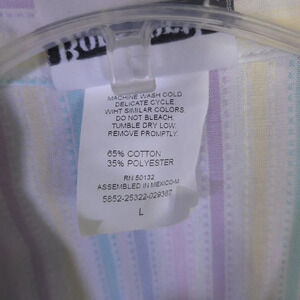 MACHINE WASH COLD
DELICATE CYCLE
WIHT SIMILAR COLORS.
DO NOT BLEACH.
TUMBLE DRY LOW.
REMOVE PROMPTLY.
65% COTTON
35% POLYESTER
RN 50132
ASSEMBLED IN MEXICO-M
5852-25322-029387
L